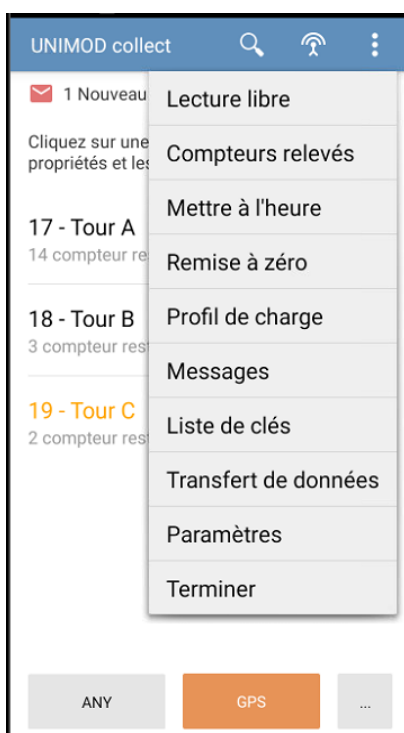 UNIMOD collect
1 Nouveau
Cliquez sur une
propriétés et les
17 - Tour A
14 compteur re
18 - Tour B
3 compteur rest
19 - Tour C
2 compteur rest
Lecture libre
Compteurs relevés
Mettre à l'heure
Remise à zéro
Profil de charge
Messages
Liste de clés
Transfert de données
Paramètres
Terminer
ANY
GPS
...